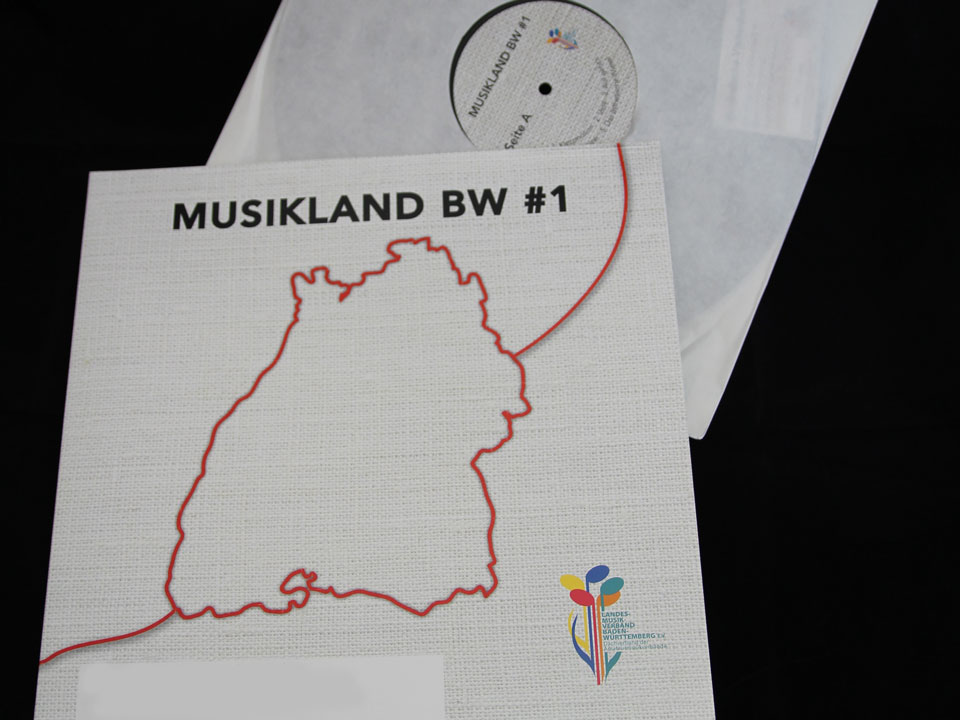 MUSIKLAND BW #1
Seite A
MUSIKLAND BW #1
LANDES-
MUSIK-
VERBAND
BADEN-
WÜRTTEMBERG e.V.